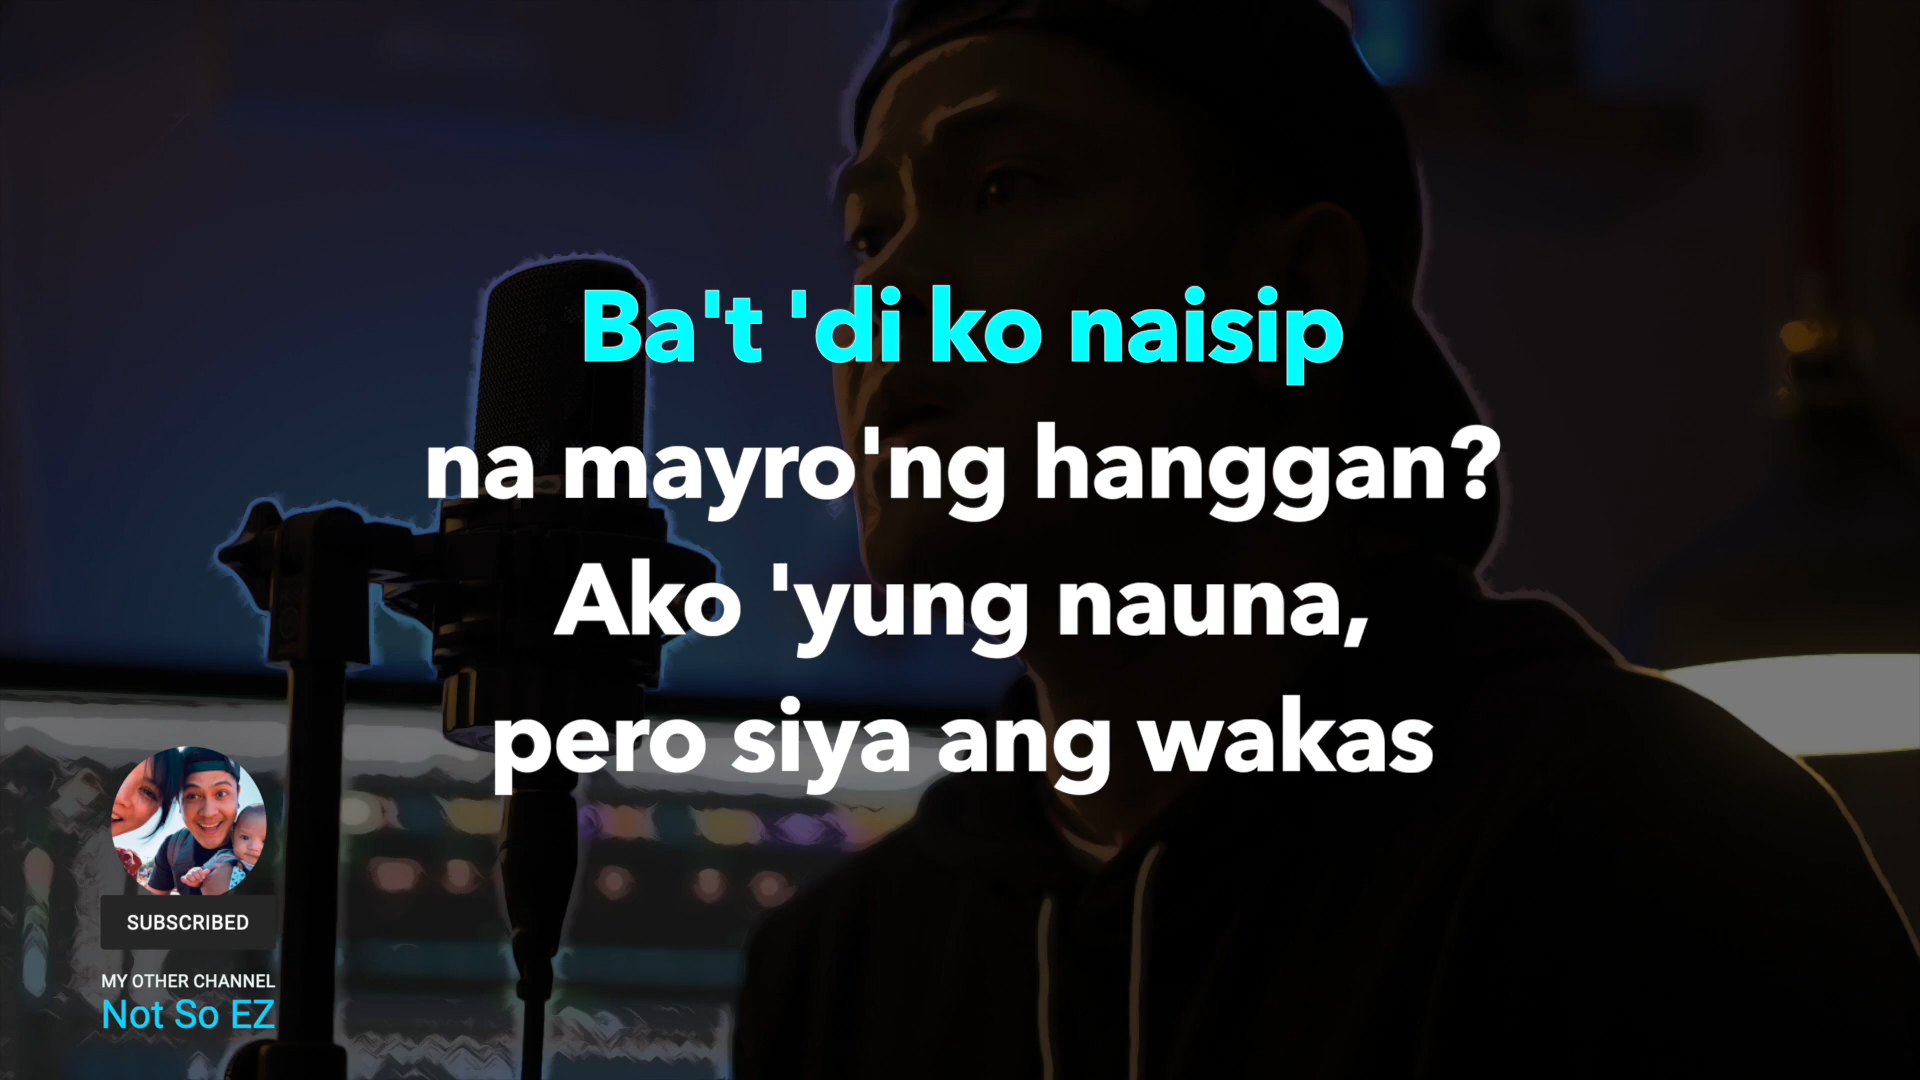 Ba't 'di ko naisip
na mayro'ng hanggan?
Ako 'yung nauna,
pero siya ang wakas
SUBSCRIBED
MY OTHER CHANNEL
Not So EZ